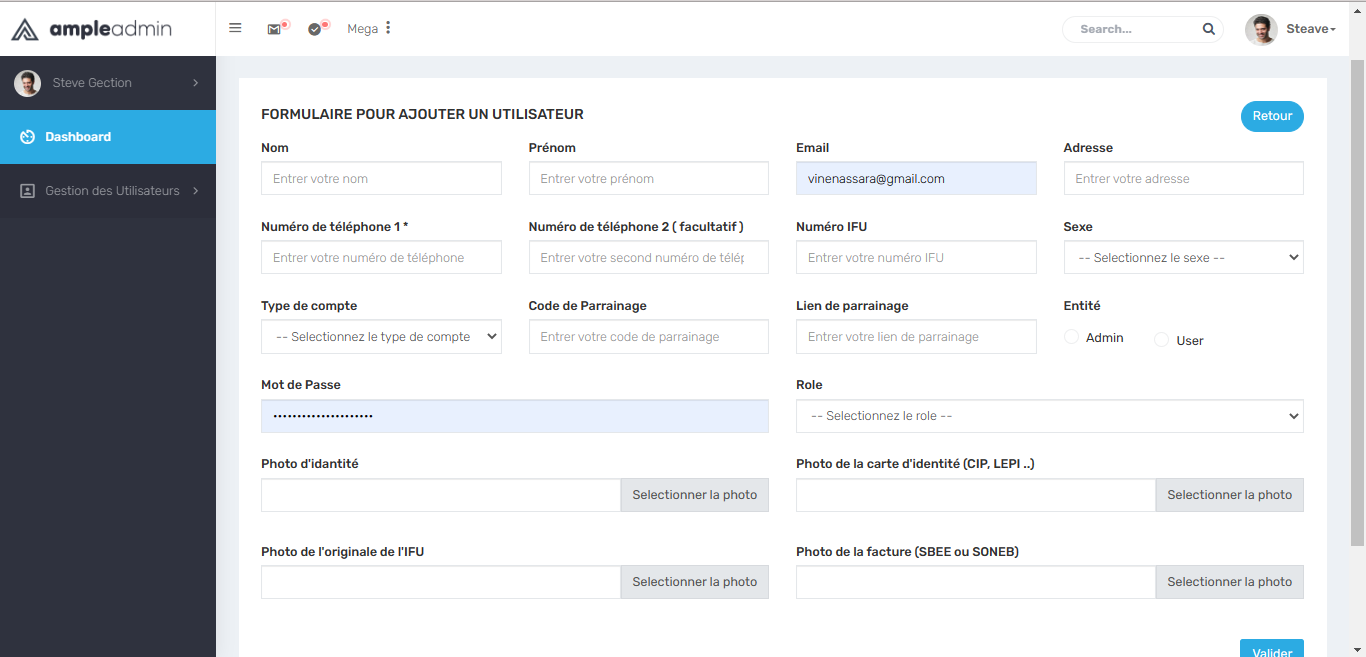 ampleadmin
Mega
Search...
Steave
Steve Gection
Dashboard
Gestion des Utilisateurs
FORMULAIRE POUR AJOUTER UN UTILISATEUR
Retour
Nom Prénom Email Adresse
Entrer votre nom Entrer votre prénom vinenassara@gmail.com Entrer votre adresse
Numéro de téléphone 1 * Numéro de téléphone 2 ( facultatif ) Numéro IFU Sexe
Entrer votre numéro de téléphone Entrer votre second numéro de télép Entrer votre numéro IFU -- Selectionnez le sexe --
Type de compte Code de Parrainage Lien de parrainage Entité
-- Selectionnez le type de compte Entrer votre code de parrainage Entrer votre lien de parrainage Admin User
Mot de Passe Role
••••••••••••••••••••• -- Selectionnez le role --
Photo d'idantité Photo de la carte d'identité (CIP, LEPI ..)
Selectionner la photo Selectionner la photo
Photo de l'originale de l'IFU Photo de la facture (SBEE ou SONEB)
Selectionner la photo Selectionner la photo
Valider